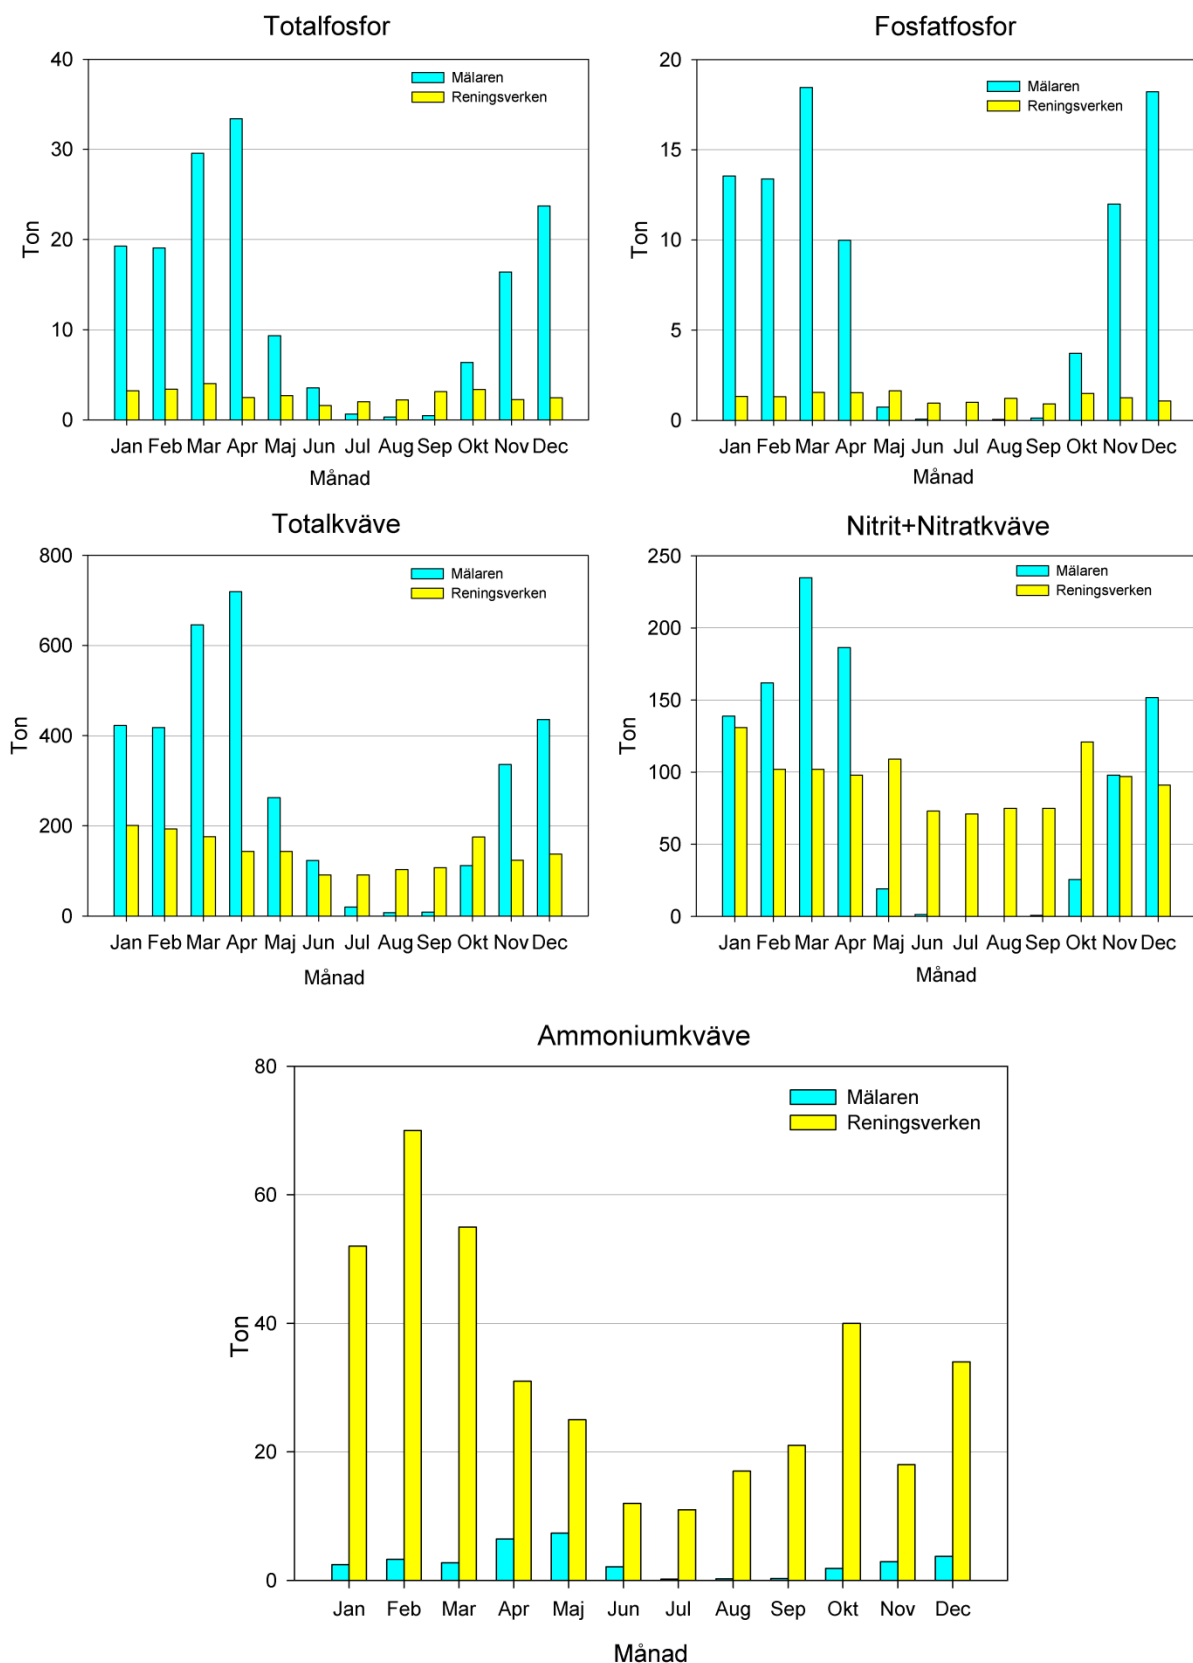 Totalfosfor
40
30
20
10
0
Ton
Mälaren
Reningsverken
Jan Feb Mar Apr Maj Jun Jul Aug Sep Okt Nov Dec
Månad
Fosfatfosfor
20
15
10
5
0
Ton
Mälaren
Reningsverken
Jan Feb Mar Apr Maj Jun Jul Aug Sep Okt Nov Dec
Månad
Totalkväve
800
600
400
200
0
Ton
Mälaren
Reningsverken
Jan Feb Mar Apr Maj Jun Jul Aug Sep Okt Nov Dec
Månad
Nitrit+Nitratkväve
250
200
150
100
50
0
Ton
Mälaren
Reningsverken
Jan Feb Mar Apr Maj Jun Jul Aug Sep Okt Nov Dec
Månad
Ammoniumkväve
80
60
40
20
0
Ton
Mälaren
Reningsverken
Jan Feb Mar Apr Maj Jun Jul Aug Sep Okt Nov Dec
Månad